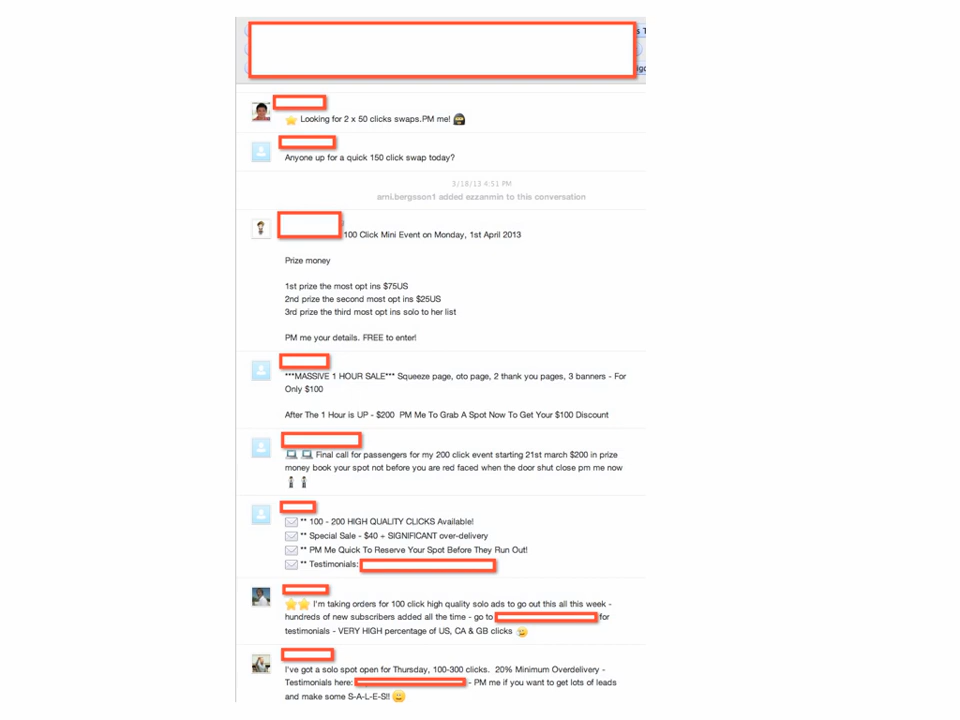 s T
igo
Looking for 2 x 50 clicks swaps.PM me!
Anyone up for a quick 150 click swap today?
3/18/13 4:51 PM
arni.bergsson1 added ezzanmin to this conversation
100 Click Mini Event on Monday, 1st April 2013
Prize money
1st prize the most opt ins $75US
2nd prize the second most opt ins $25US
3rd prize the third most opt ins solo to her list
PM me your details. FREE to enter!
***MASSIVE 1 HOUR SALE*** Squeeze page, oto page, 2 thank you pages, 3 banners - For
Only $100
After The 1 Hour is UP - $200 PM Me To Grab A Spot Now To Get Your $100 Discount
Final call for passengers for my 200 click event starting 21st march $200 in prize
money book your spot not before you are red faced when the door shut close pm me now
** 100 - 200 HIGH QUALITY CLICKS Available!
** Special Sale - $40 + SIGNIFICANT over-delivery
** PM Me Quick To Reserve Your Spot Before They Run Out!
** Testimonials:
I'm taking orders for 100 click high quality solo ads to go out this all this week -
hundreds of new subscribers added all the time - go to for
testimonials - VERY HIGH percentage of US, CA & GB clicks
I've got a solo spot open for Thursday, 100-300 clicks. 20% Minimum Overdelivery -
Testimonials here: - PM me if you want to get lots of leads
and make some S-A-L-E-S!!